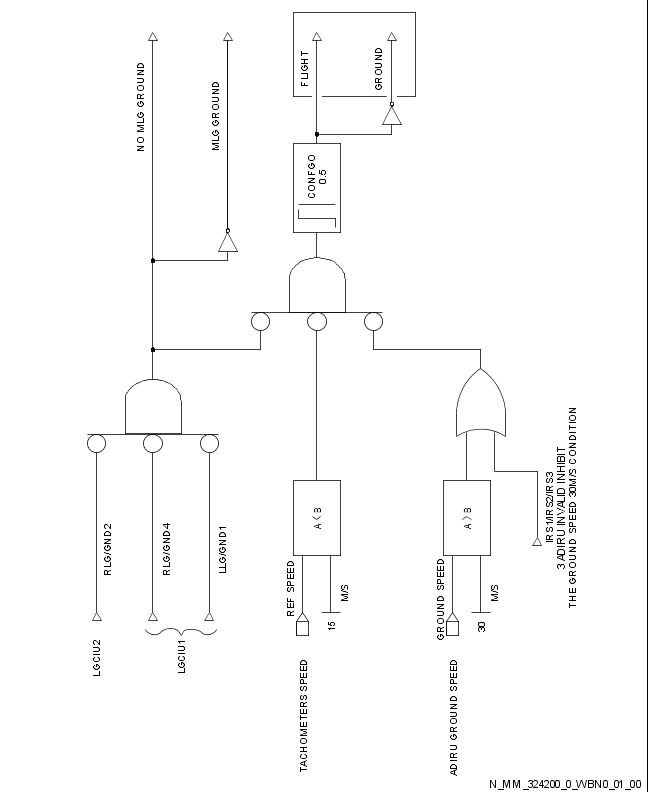 NO MLG GROUND
MLG GROUND
FLIGHT
GROUND
CONFGO
0.5
RLG/GND2
RLG/GND4
LLG/GND1
LGCIU2
LGCIU1
A < B
REF SPEED
M/S
15
TACHOMETERS SPEED
A > B
GROUND SPEED
M/S
30
ADIRU GROUND SPEED
IRS1/IRS2/IRS3
3 ADIRU INVALID INHIBIT
THE GROUND SPEED 30M/S CONDITION
N_MM_324200_0_WBN0_01_00